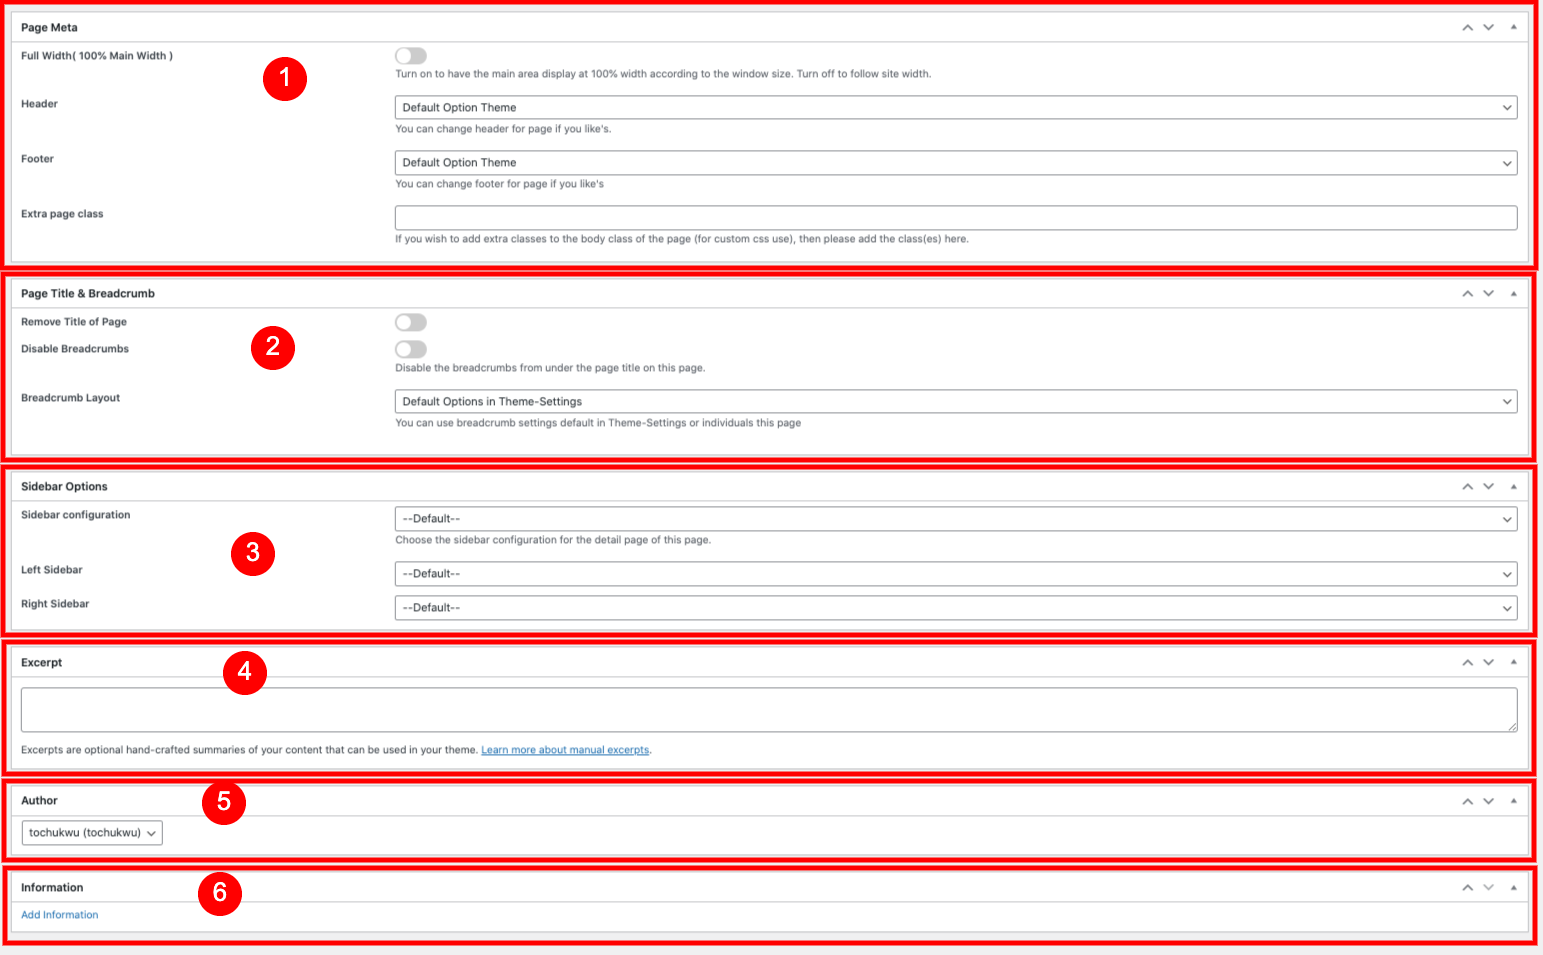 Page Meta
Full Width( 100% Main Width )
1
Turn on to have the main area display at 100% width according to the window size. Turn off to follow site width.
Header
Default Option Theme
You can change header for page if you like's.
Footer
Default Option Theme
You can change footer for page if you like's
Extra page class
If you wish to add extra classes to the body class of the page (for custom css use), then please add the class(es) here.
Page Title & Breadcrumb
Remove Title of Page
2
Disable Breadcrumbs
Disable the breadcrumbs from under the page title on this page.
Breadcrumb Layout
Default Options in Theme-Settings
You can use breadcrumb settings default in Theme-Settings or individuals this page
Sidebar Options
Sidebar configuration
--Default--
Choose the sidebar configuration for the detail page of this page.
3
Left Sidebar
--Default--
Right Sidebar
--Default--
Excerpt
4
Excerpts are optional hand-crafted summaries of your content that can be used in your theme. Learn more about manual excerpts.
Author
5
tochukwu (tochukwu)
Information
6
Add Information